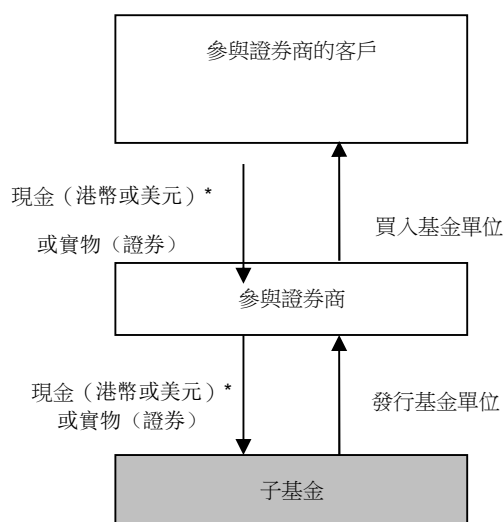 參與證券商的客戶
現金（港幣或美元）*
買入基金單位
或實物（證券）
參與證券商
現金（港幣或美元）*
發行基金單位
或實物（證券）
子基金